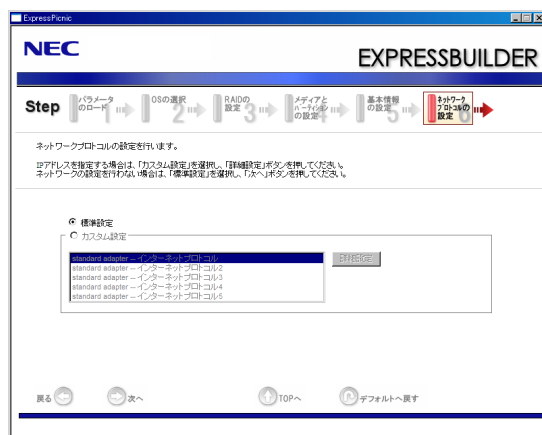 ExpressPicnic
NEC
EXPRESSBUILDER
Step
パラメータのロード 1
OSの選択 2
RAIDの設定 3
メディアとパーティションの設定 4
基本情報の設定 5
ネットワークプロトコルの設定 6
ネットワークプロトコルの設定を行います。
IPアドレスを指定する場合は、「カスタム設定」を選択し、「詳細設定」ボタンを押してください。
ネットワークの設定を行わない場合は、「標準設定」を選択し、「次へ」ボタンを押してください。
標準設定
カスタム設定
standard adapter -- インターネットプロトコル
詳細設定
standard adapter -- インターネットプロトコル2
standard adapter -- インターネットプロトコル3
standard adapter -- インターネットプロトコル4
standard adapter -- インターネットプロトコル5
戻る
次へ
TOPへ
デフォルトへ戻す